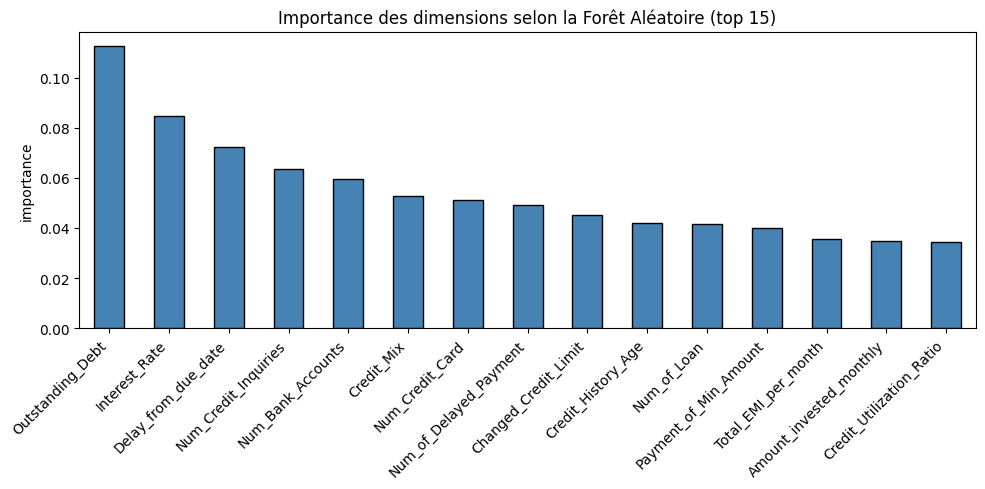 Importance des dimensions selon la Forêt Aléatoire (top 15)
importance
0.10
0.08
0.06
0.04
0.02
0.00
Outstanding_Debt
Interest_Rate
Delay_from_due_date
Num_Credit_Inquiries
Num_Bank_Accounts
Credit_Mix
Num_Credit_Card
Num_of_Delayed_Payment
Changed_Credit_Limit
Credit_History_Age
Num_of_Loan
Payment_of_Min_Amount
Total_EMI_per_month
Amount_invested_monthly
Credit_Utilization_Ratio